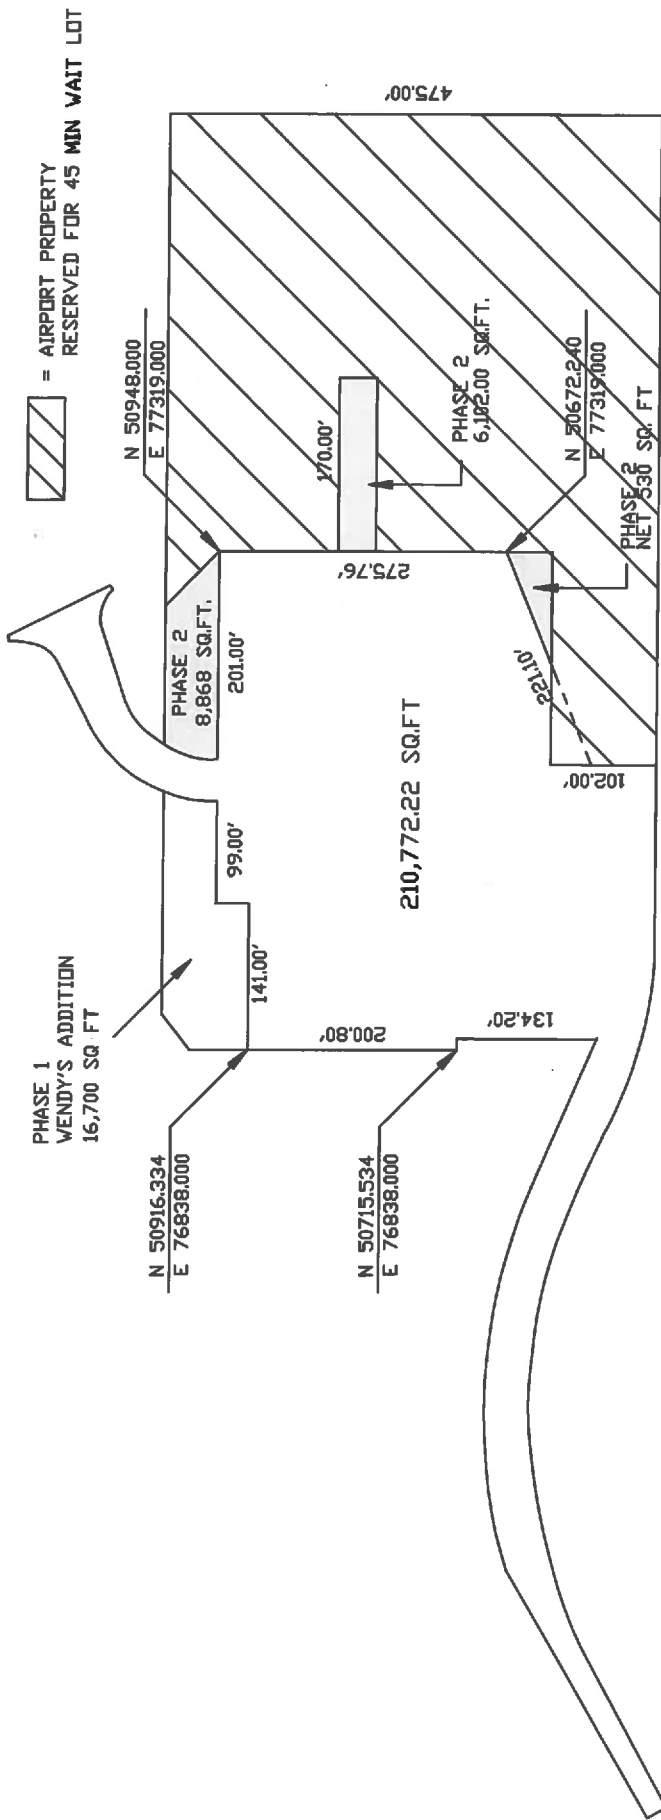 = AIRPORT PROPERTY
RESERVED FOR 45 MIN WAIT LOT
PHASE 1
WENDY'S ADDITION
16,700 SQ FT
N 50916.334
E 76838.000
N 50715.534
E 76838.000
N 50948.000
E 77319.000
N 50672.240
E 77319.000
PHASE 2
8,868 SQ.FT.
201.00'
99.00'
141.00'
200.80'
134.20'
210,772.22 SQ.FT
275.76'
170.00'
PHASE 2
6,102.00 SQ.FT.
PHASE 2
NET 530 SQ FT
221.10'
102.00'
475.00'